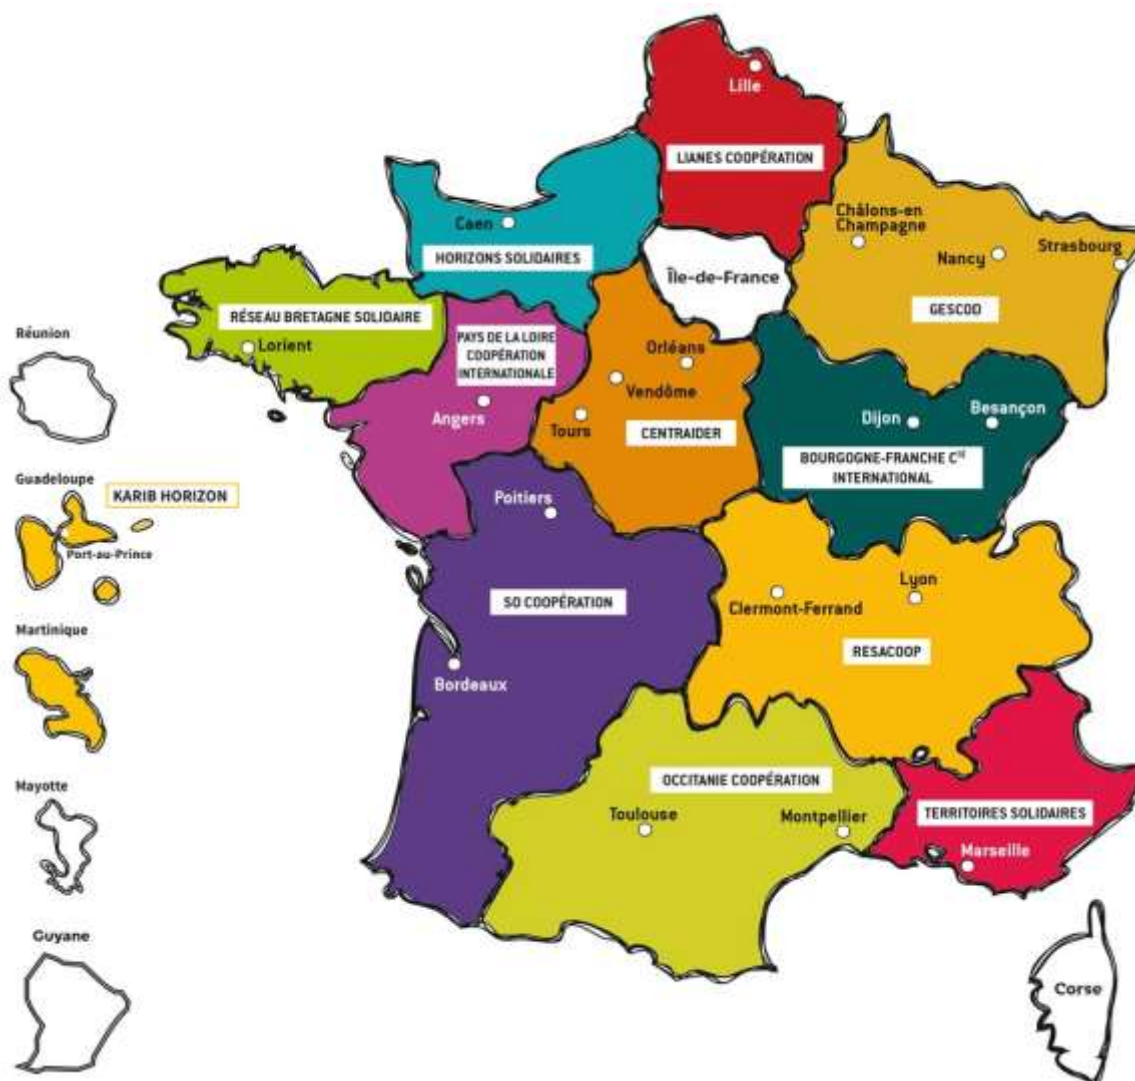 Lille
LIANES COOPÉRATION
Caen
HORIZONS SOLIDAIRES
Châlons-en
Champagne
Nancy
Strasbourg
GESCOD
Île-de-France
RÉSEAU BRETAGNE SOLIDAIRE
Lorient
PAYS DE LA LOIRE
COOPÉRATION
INTERNATIONALE
Angers
Orléans
Vendôme
Tours
CENTRAIDER
Dijon
Besançon
BOURGOGNE-FRANCHE Cté
INTERNATIONAL
Réunion
Guadeloupe
KARIB HORIZON
Port-au-Prince
Martinique
Mayotte
Guyane
Poitiers
SO COOPÉRATION
Bordeaux
Clermont-Ferrand
Lyon
RESACOOP
OCCITANIE COOPÉRATION
Toulouse
Montpellier
TERRITOIRES SOLIDAIRES
Marseille
Corse